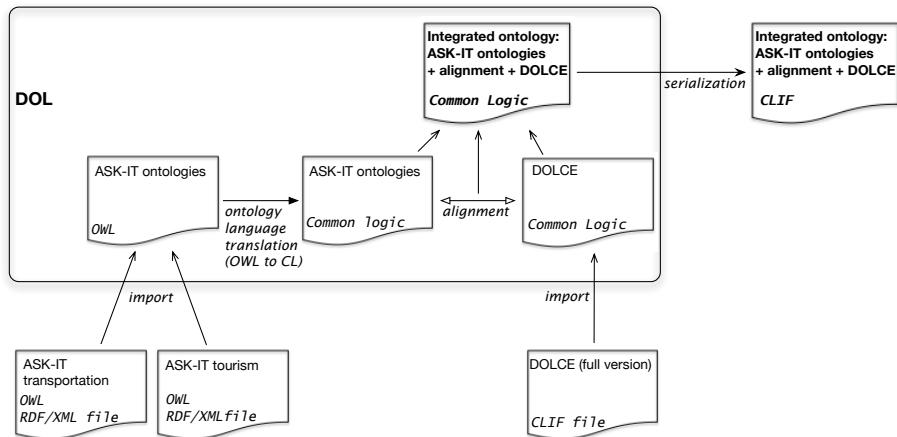 Integrated ontology:
ASK-IT ontologies
+ alignment + DOLCE
Common Logic
serialization
Integrated ontology:
ASK-IT ontologies
+ alignment + DOLCE
CLIF
DOL
ASK-IT ontologies
OWL
ontology
language
translation
(OWL to CL)
ASK-IT ontologies
Common logic
alignment
DOLCE
Common Logic
import
import
ASK-IT
transportation
OWL
RDF/XML file
ASK-IT tourism
OWL
RDF/XMLfile
DOLCE (full version)
CLIF file